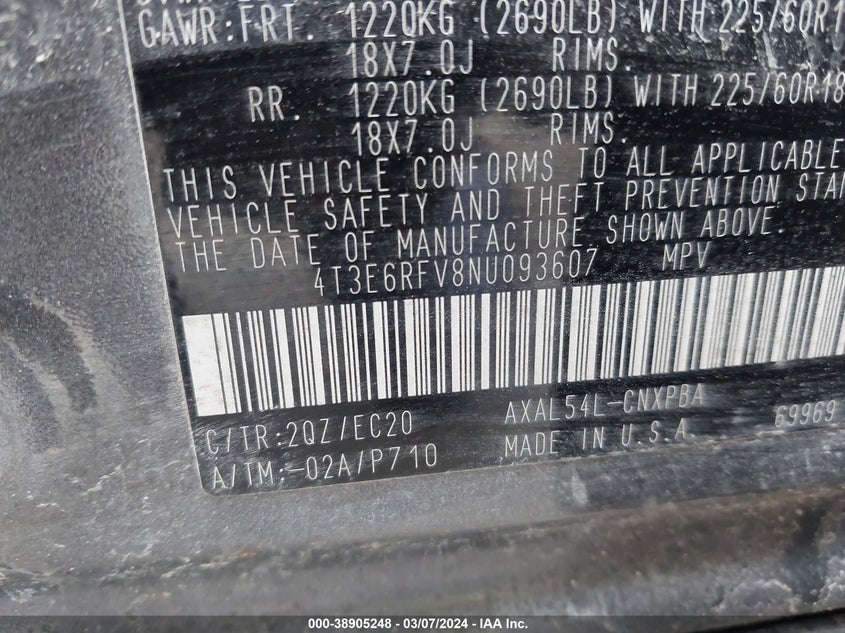 GAWR:FRT. 1220KG (2690LB) WITH 225/60R1
18X7.0J RIMS.
RR. 1220KG (2690LB) WITH 225/60R18
18X7.0J RIMS.
THIS VEHICLE CONFORMS TO ALL APPLICABLE
VEHICLE SAFETY AND THEFT PREVENTION STAN
THE DATE OF MANUFACTURE SHOWN ABOVE.
4T3E6RFV8NU093607 MPV
C/TR:2QZ/EC20 AXAL54L-CNXPBA
A/TM:-02A/P710 MADE IN U.S.A. 69969
000-38905248 - 03/07/2024 - IAA Inc.